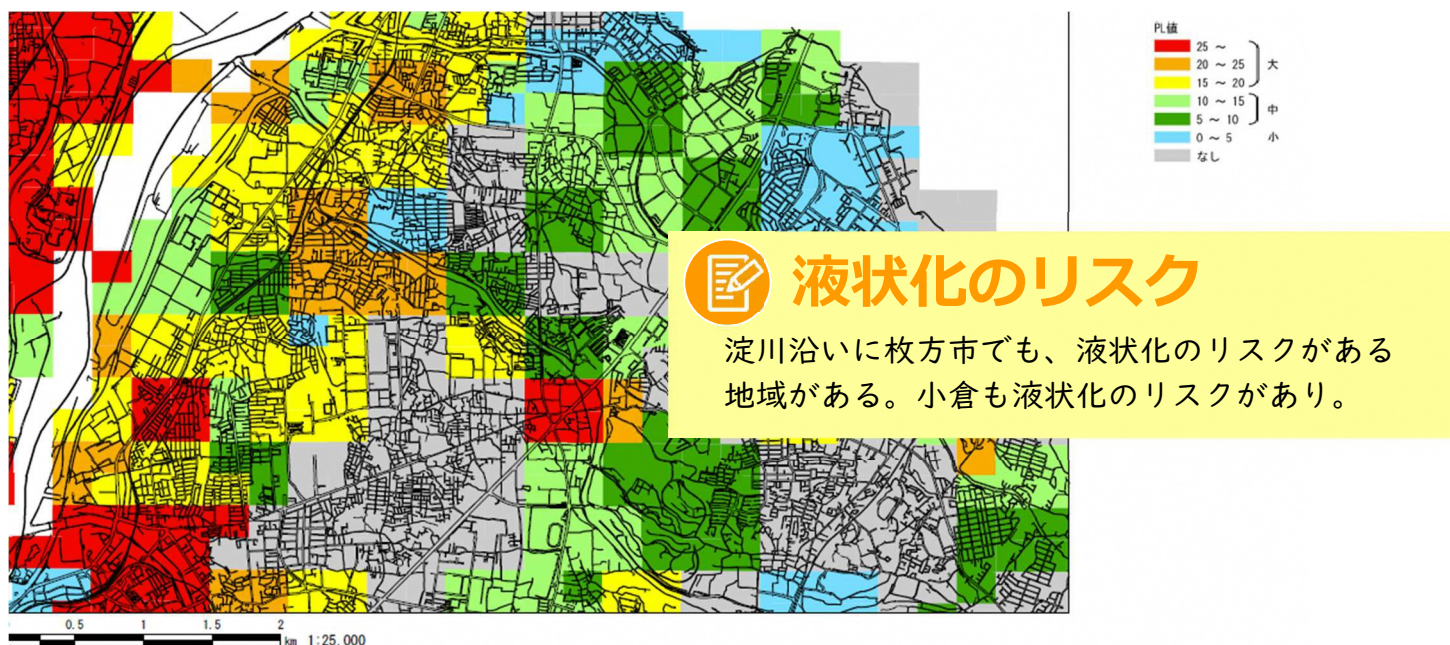 PL値
25 ～
20 ～ 25
大
15 ～ 20
10 ～ 15
中
5 ～ 10
0 ～ 5 小
なし
液状化のリスク
淀川沿いに枚方市でも、液状化のリスクがある
地域がある。小倉も液状化のリスクがあり。
0.5 1 1.5 2
km 1:25,000